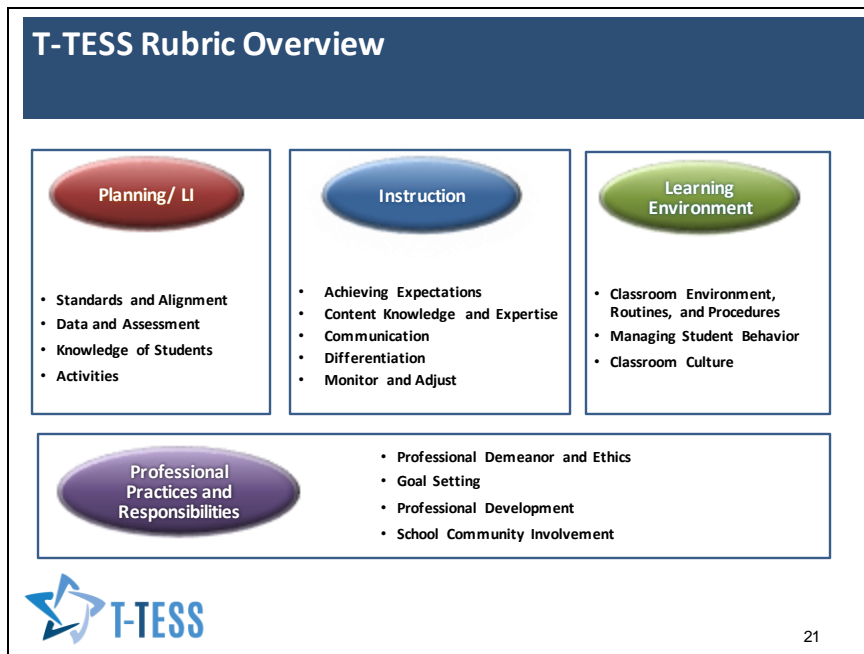 T-TESS Rubric Overview
Planning/ LI
• Standards and Alignment
• Data and Assessment
• Knowledge of Students
• Activities
Instruction
• Achieving Expectations
• Content Knowledge and Expertise
• Communication
• Differentiation
• Monitor and Adjust
Learning
Environment
• Classroom Environment,
Routines, and Procedures
• Managing Student Behavior
• Classroom Culture
Professional
Practices and
Responsibilities
• Professional Demeanor and Ethics
• Goal Setting
• Professional Development
• School Community Involvement
T-TESS
21